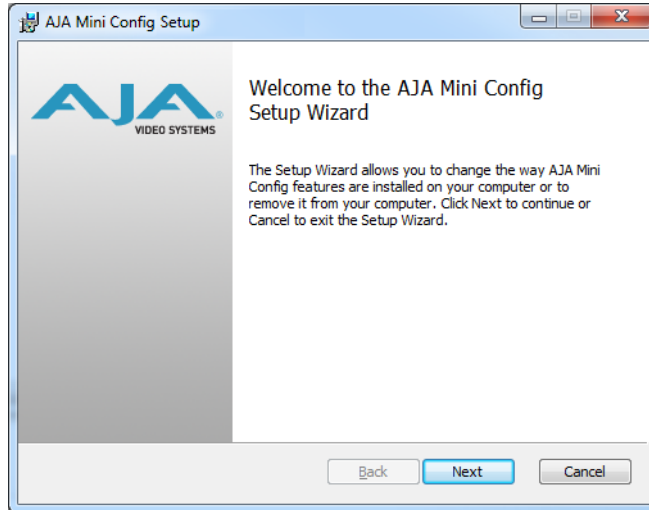 AJA Mini Config Setup
AJA®
VIDEO SYSTEMS
Welcome to the AJA Mini Config
Setup Wizard
The Setup Wizard allows you to change the way AJA Mini
Config features are installed on your computer or to
remove it from your computer. Click Next to continue or
Cancel to exit the Setup Wizard.
Back
Next
Cancel